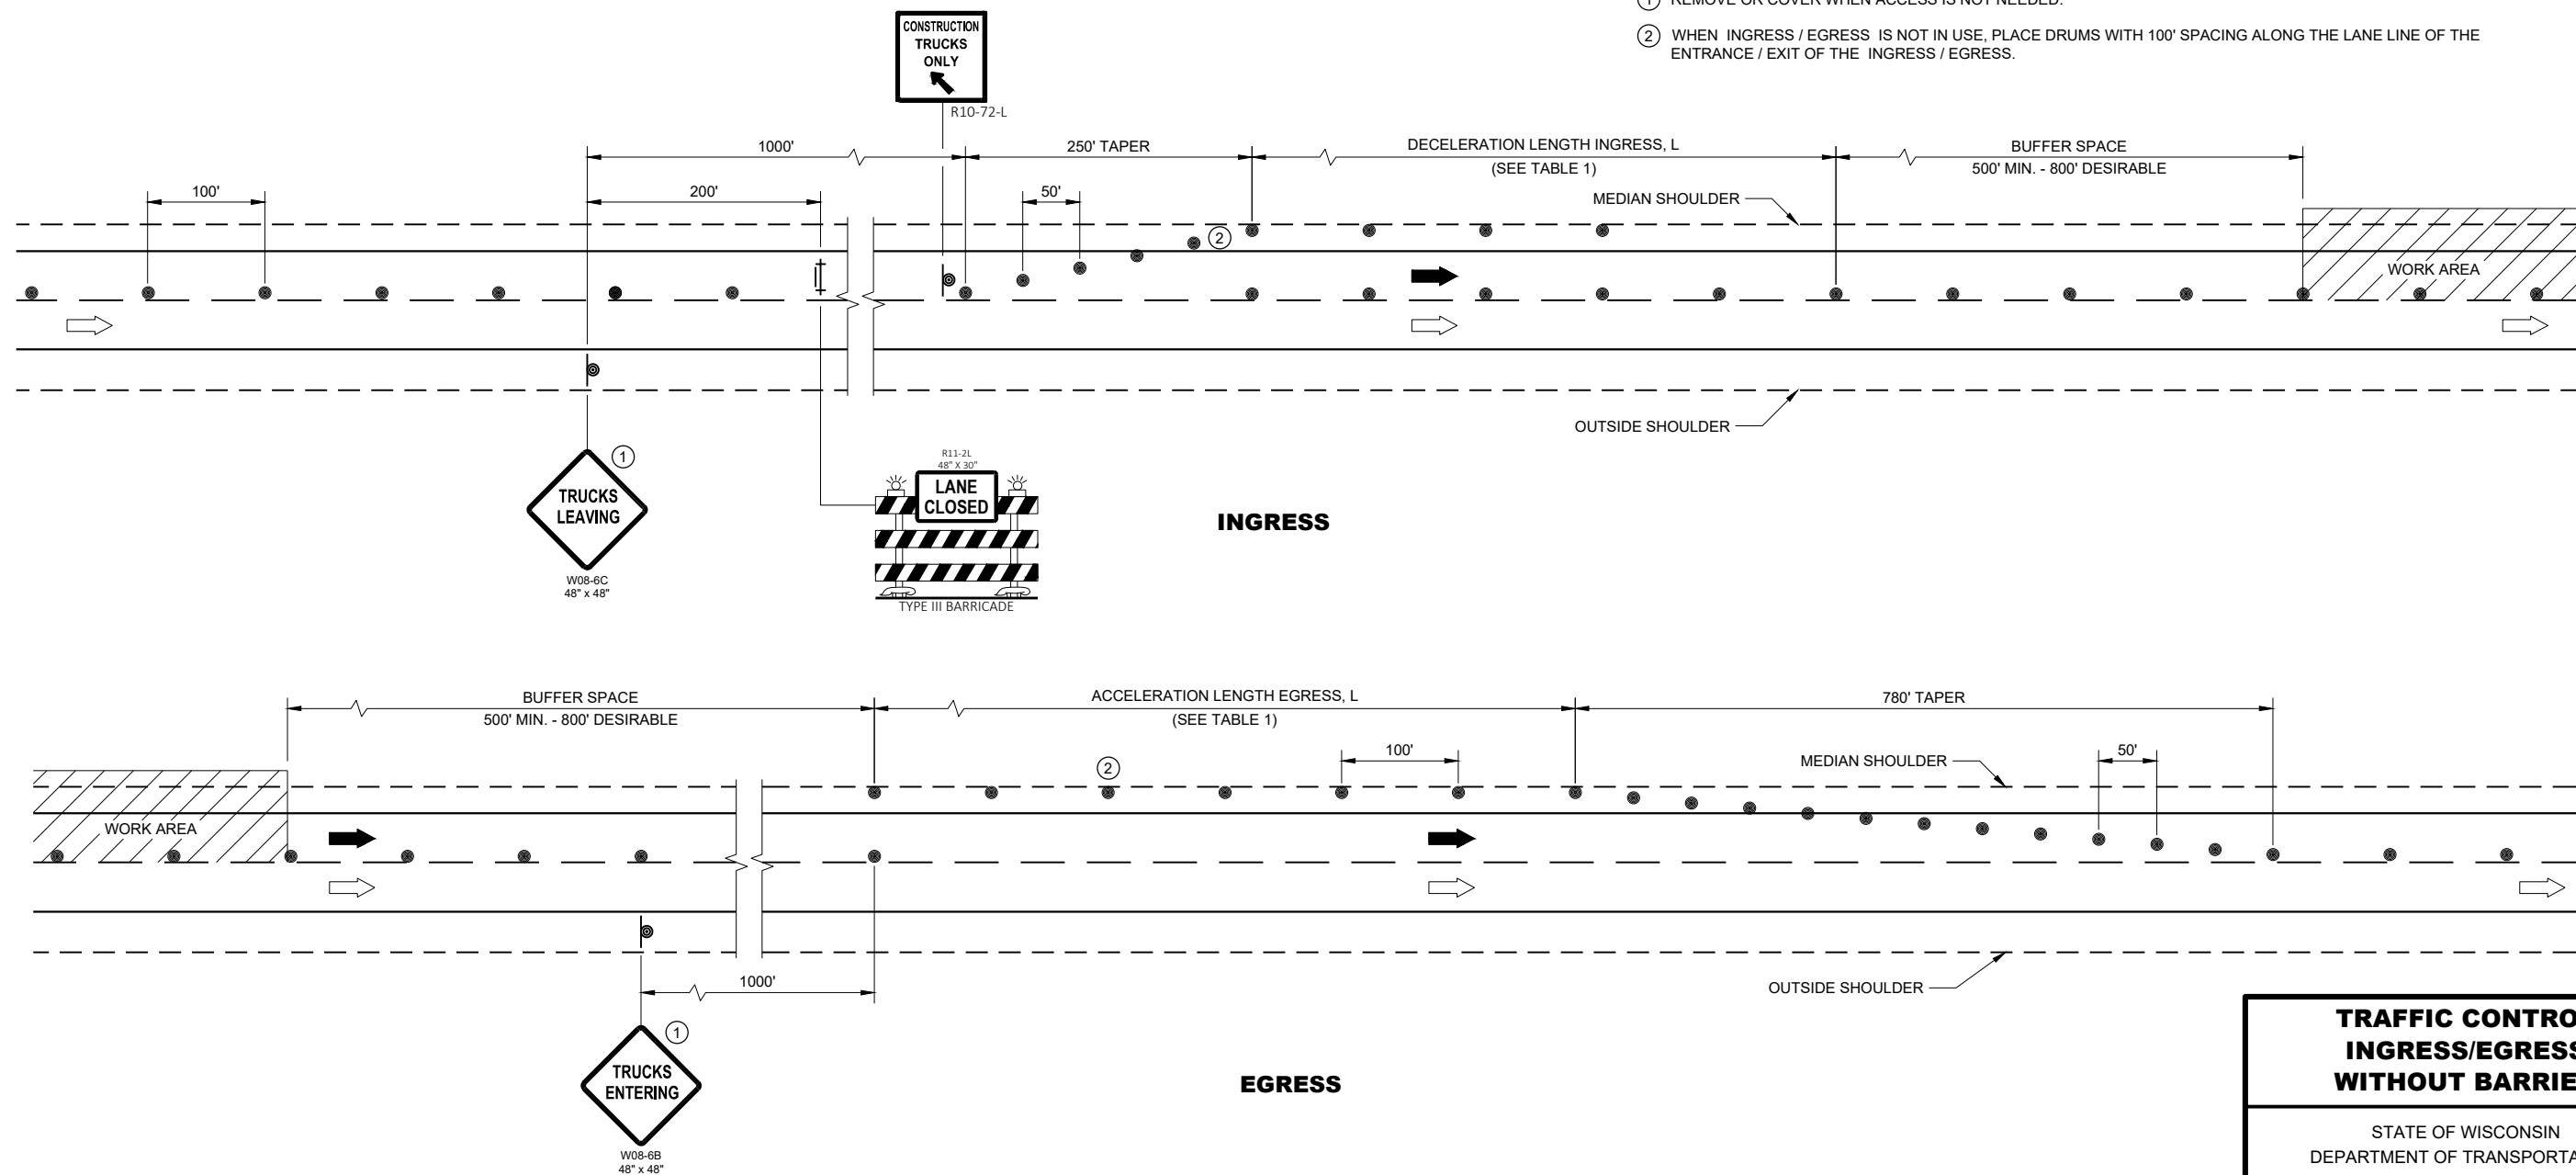 ① REMOVE OR COVER WHEN ACCESS IS NOT NEEDED.
② WHEN INGRESS / EGRESS IS NOT IN USE, PLACE DRUMS WITH 100' SPACING ALONG THE LANE LINE OF THE
ENTRANCE / EXIT OF THE INGRESS / EGRESS.
CONSTRUCTION
TRUCKS
ONLY
R10-72-L
1000'
250' TAPER
DECELERATION LENGTH INGRESS, L
(SEE TABLE 1)
BUFFER SPACE
500' MIN. - 800' DESIRABLE
100'
200'
50'
MEDIAN SHOULDER
②
WORK AREA
OUTSIDE SHOULDER
①
TRUCKS
LEAVING
W08-6C
48" x 48"
R11-2L
48" X 30"
LANE
CLOSED
TYPE III BARRICADE
INGRESS
BUFFER SPACE
500' MIN. - 800' DESIRABLE
ACCELERATION LENGTH EGRESS, L
(SEE TABLE 1)
780' TAPER
100'
50'
②
MEDIAN SHOULDER
WORK AREA
1000'
OUTSIDE SHOULDER
①
TRUCKS
ENTERING
W08-6B
48" x 48"
EGRESS
TRAFFIC CONTRO
INGRESS/EGRESS
WITHOUT BARRIE
STATE OF WISCONSIN
DEPARTMENT OF TRANSPORTA